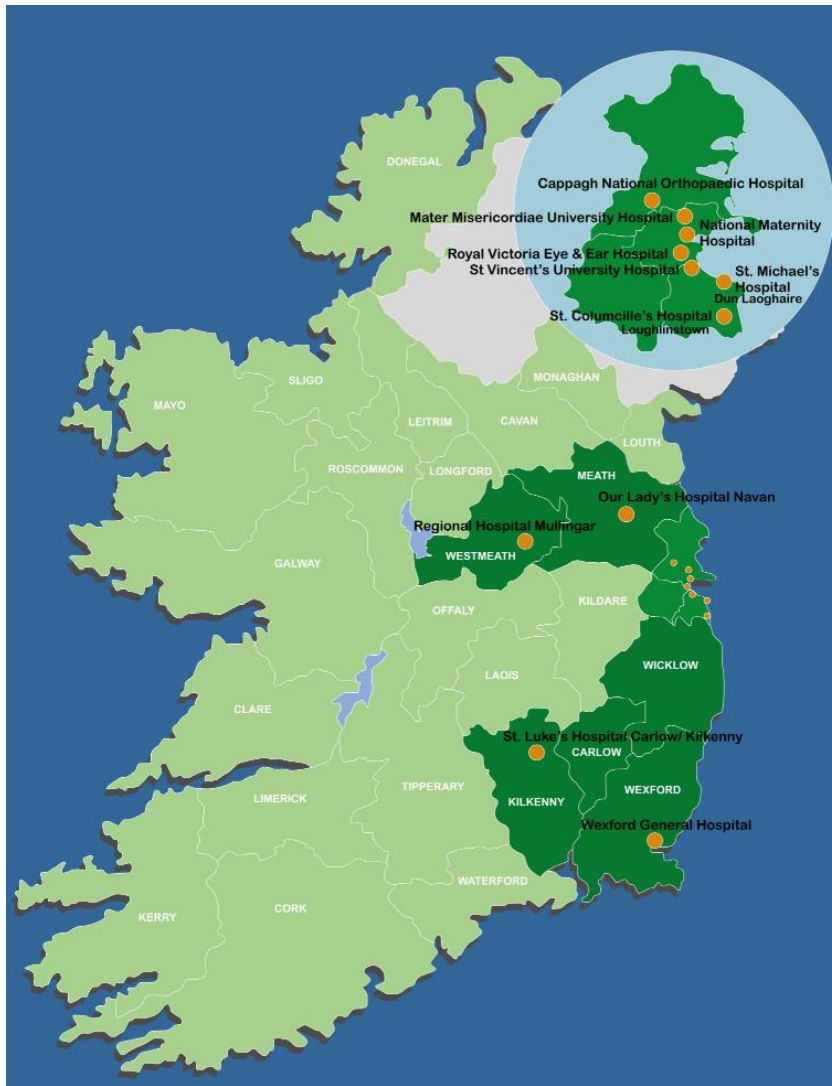 DONEGAL
Cappagh National Orthopaedic Hospital
Mater Misericordiae University Hospital
National Maternity
Hospital
Royal Victoria Eye & Ear Hospital
St Vincent's University Hospital
St. Michael's
Hospital
Dun Laoghaire
St. Columcille's Hospital
Loughlinstown
MONAGHAN
SLIGO
MAYO
LEITRIM
CAVAN
LOUTH
ROSCOMMON
LONGFORD
MEATH
Our Lady's Hospital Navan
Regional Hospital Mullingar
WESTMEATH
GALWAY
OFFALY
KILDARE
WICKLOW
LAOIS
CLARE
St. Luke's Hospital Carlow/ Kilkenny
CARLOW
TIPPERARY
WEXFORD
LIMERICK
KILKENNY
Wexford General Hospital
WATERFORD
CORK
KERRY